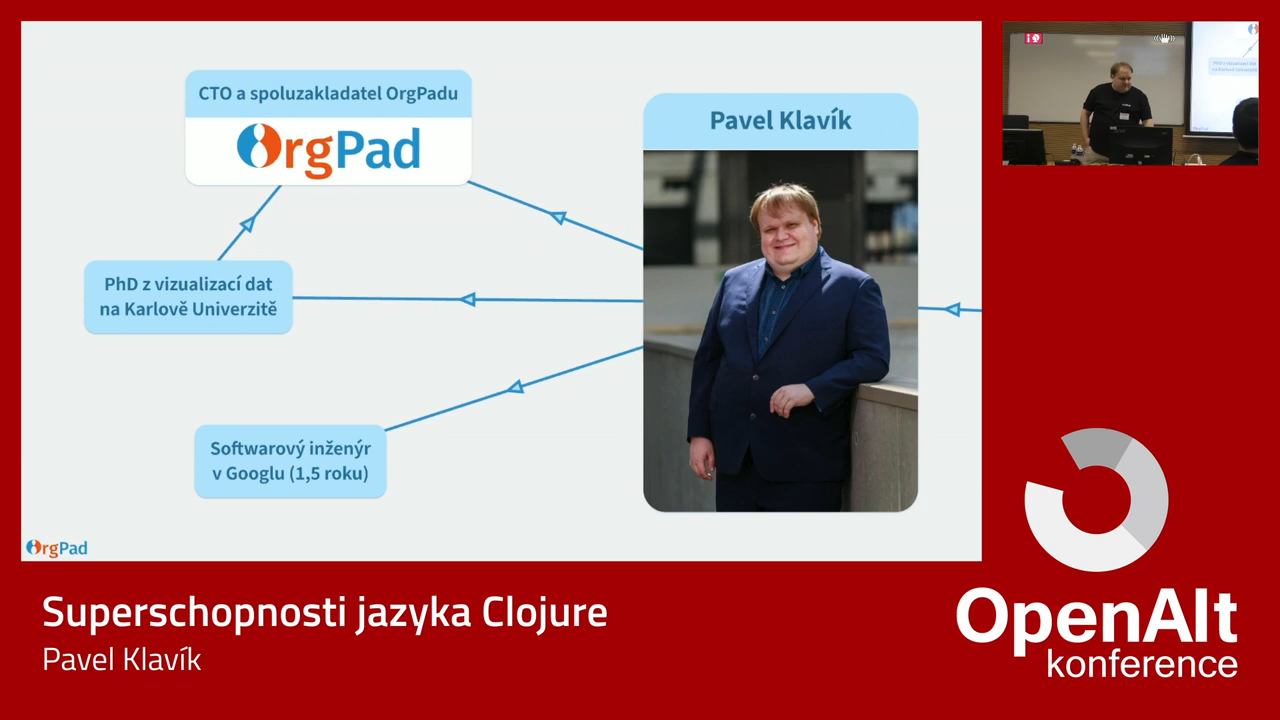 CTO a spoluzakladatel OrgPadu
OrgPad
Pavel Klavík
PhD z vizualizací dat
na Karlově Univerzitě
Softwarový inženýr
v Googlu (1,5 roku)
OrgPad
Superschopnosti jazyka Clojure
Pavel Klavík
OpenAlt
konference